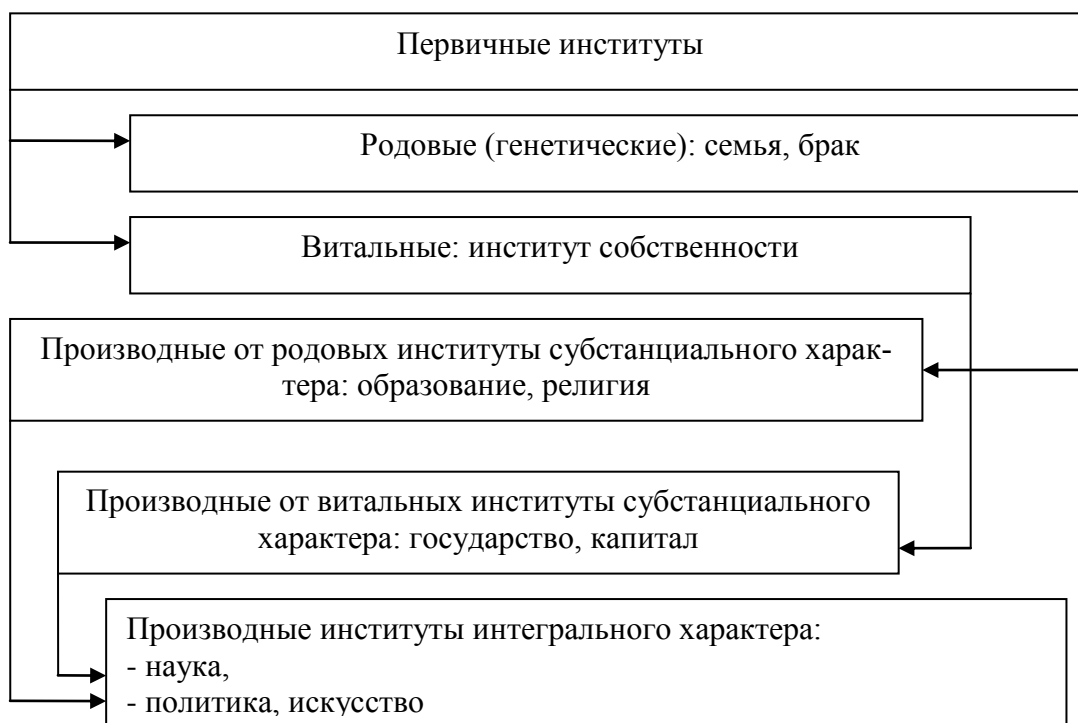 Первичные институты
Родовые (генетические): семья, брак
Витальные: институт собственности
Производные от родовых институты субстанциального харак-
тера: образование, религия
Производные от витальных институты субстанциального
характера: государство, капитал
Производные институты интегрального характера:
- наука,
- политика, искусство